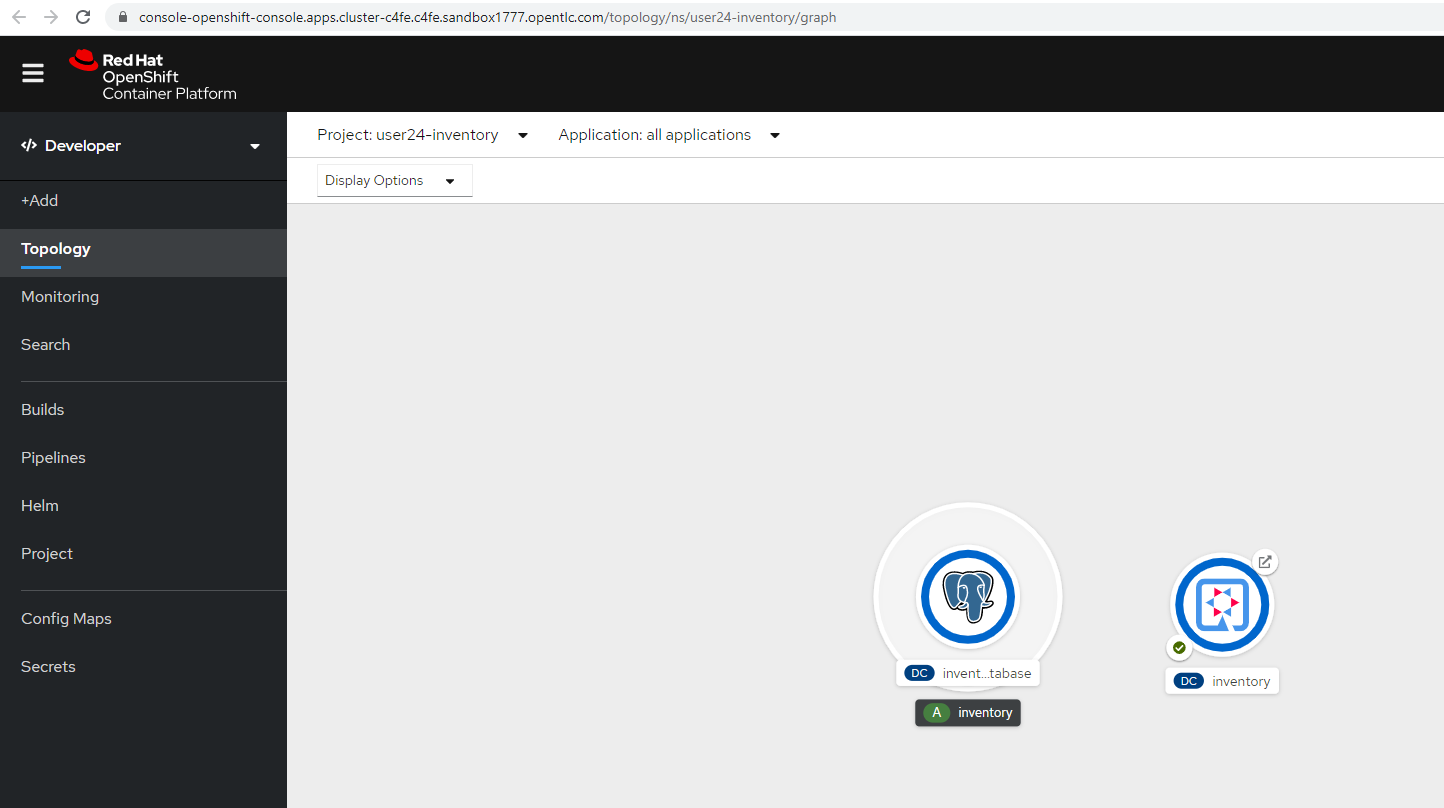 console-openshift-console.apps.cluster-c4fe.c4fe.sandbox1777.opentlc.com/topology/ns/user24-inventory/graph
Red Hat
OpenShift
Container Platform
Developer
Project: user24-inventory
Application: all applications
Display Options
+Add
Topology
Monitoring
Search
Builds
Pipelines
Helm
Project
Config Maps
Secrets
DC invent...tabase
A inventory
DC inventory